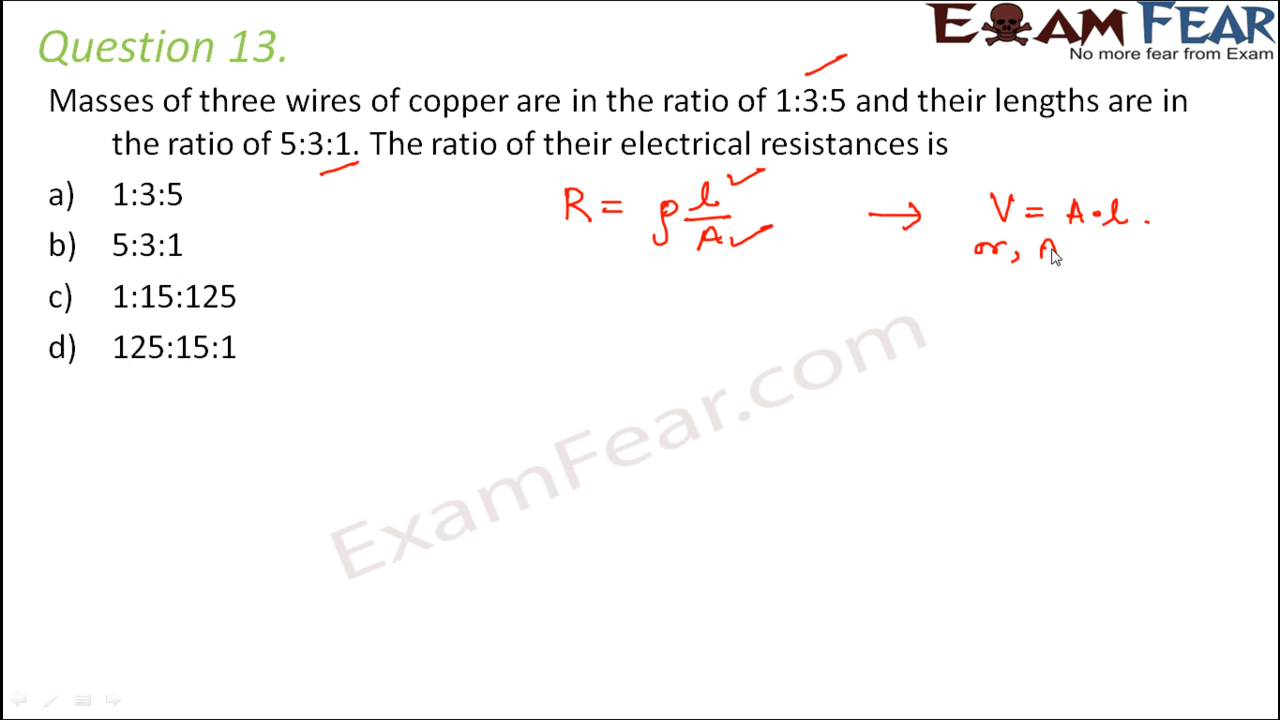 Question 13.
EXAM FEAR
No more fear from Exam
Masses of three wires of copper are in the ratio of 1:3:5 and their lengths are in
the ratio of 5:3:1. The ratio of their electrical resistances is
a) 1:3:5
b) 5:3:1
c) 1:15:125
d) 125:15:1
R = ρ l/A → V = A·l.
or, A
ExamFear.com